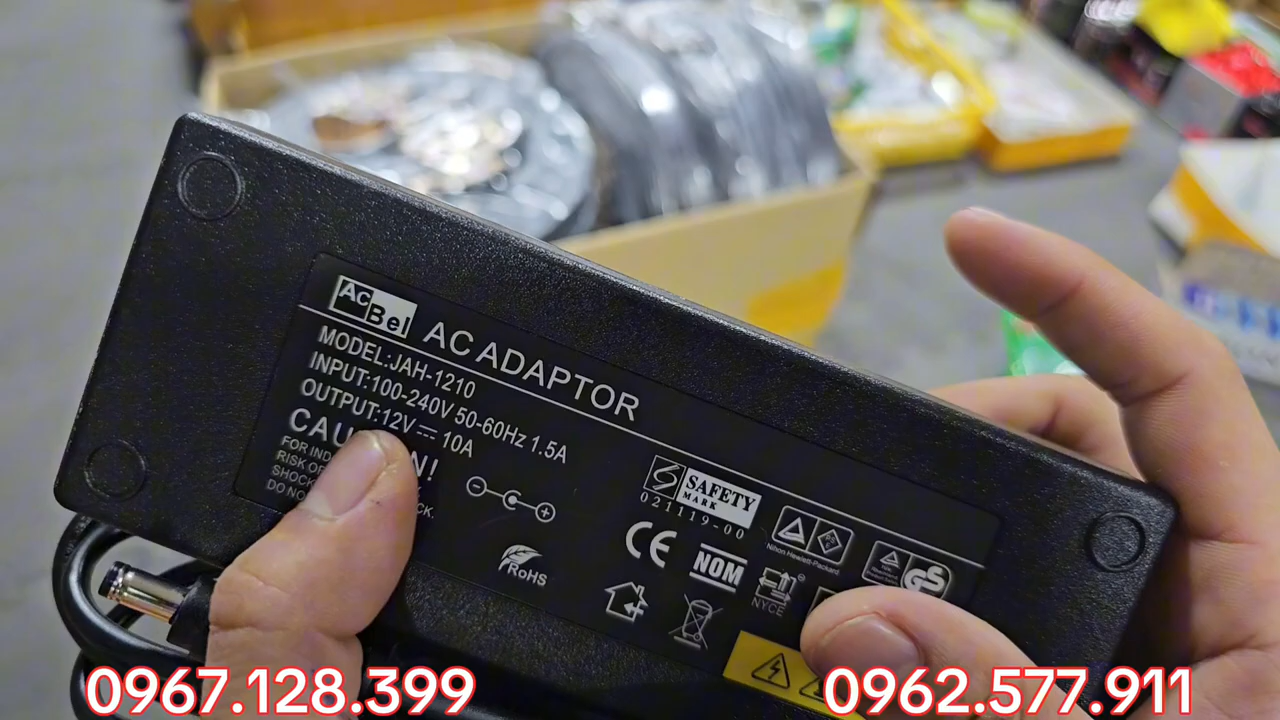 AcBel AC ADAPTOR
MODEL:JAH-1210
INPUT:100-240V 50-60Hz 1.5A
OUTPUT:12V 10A
CAU N!
FOR IND
RISK OF
SHOCK CK.
DO NO
SAFETY
MARK
021119-00
CE
NOM
Nihon Hewlett-Packard
GS
RoHS
NYCE
0967.128.399
0962.577.911